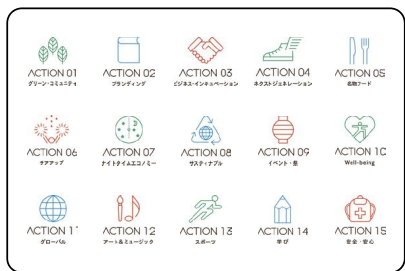 ACTION 01
グリーン・コミュニティ
ACTION 02
ブランディング
ACTION 03
ビジネス・インキュベーション
ACTION 04
ネクストジェネレーション
ACTION 05
名物フード
ACTION 06
チアアップ
ACTION 07
ナイトタイムエコノミー
ACTION 08
サスティナブル
ACTION 09
イベント・祭
ACTION 10
Well-being
ACTION 11
グローバル
ACTION 12
アート&ミュージック
ACTION 13
スポーツ
ACTION 14
学び
ACTION 15
安全・安心